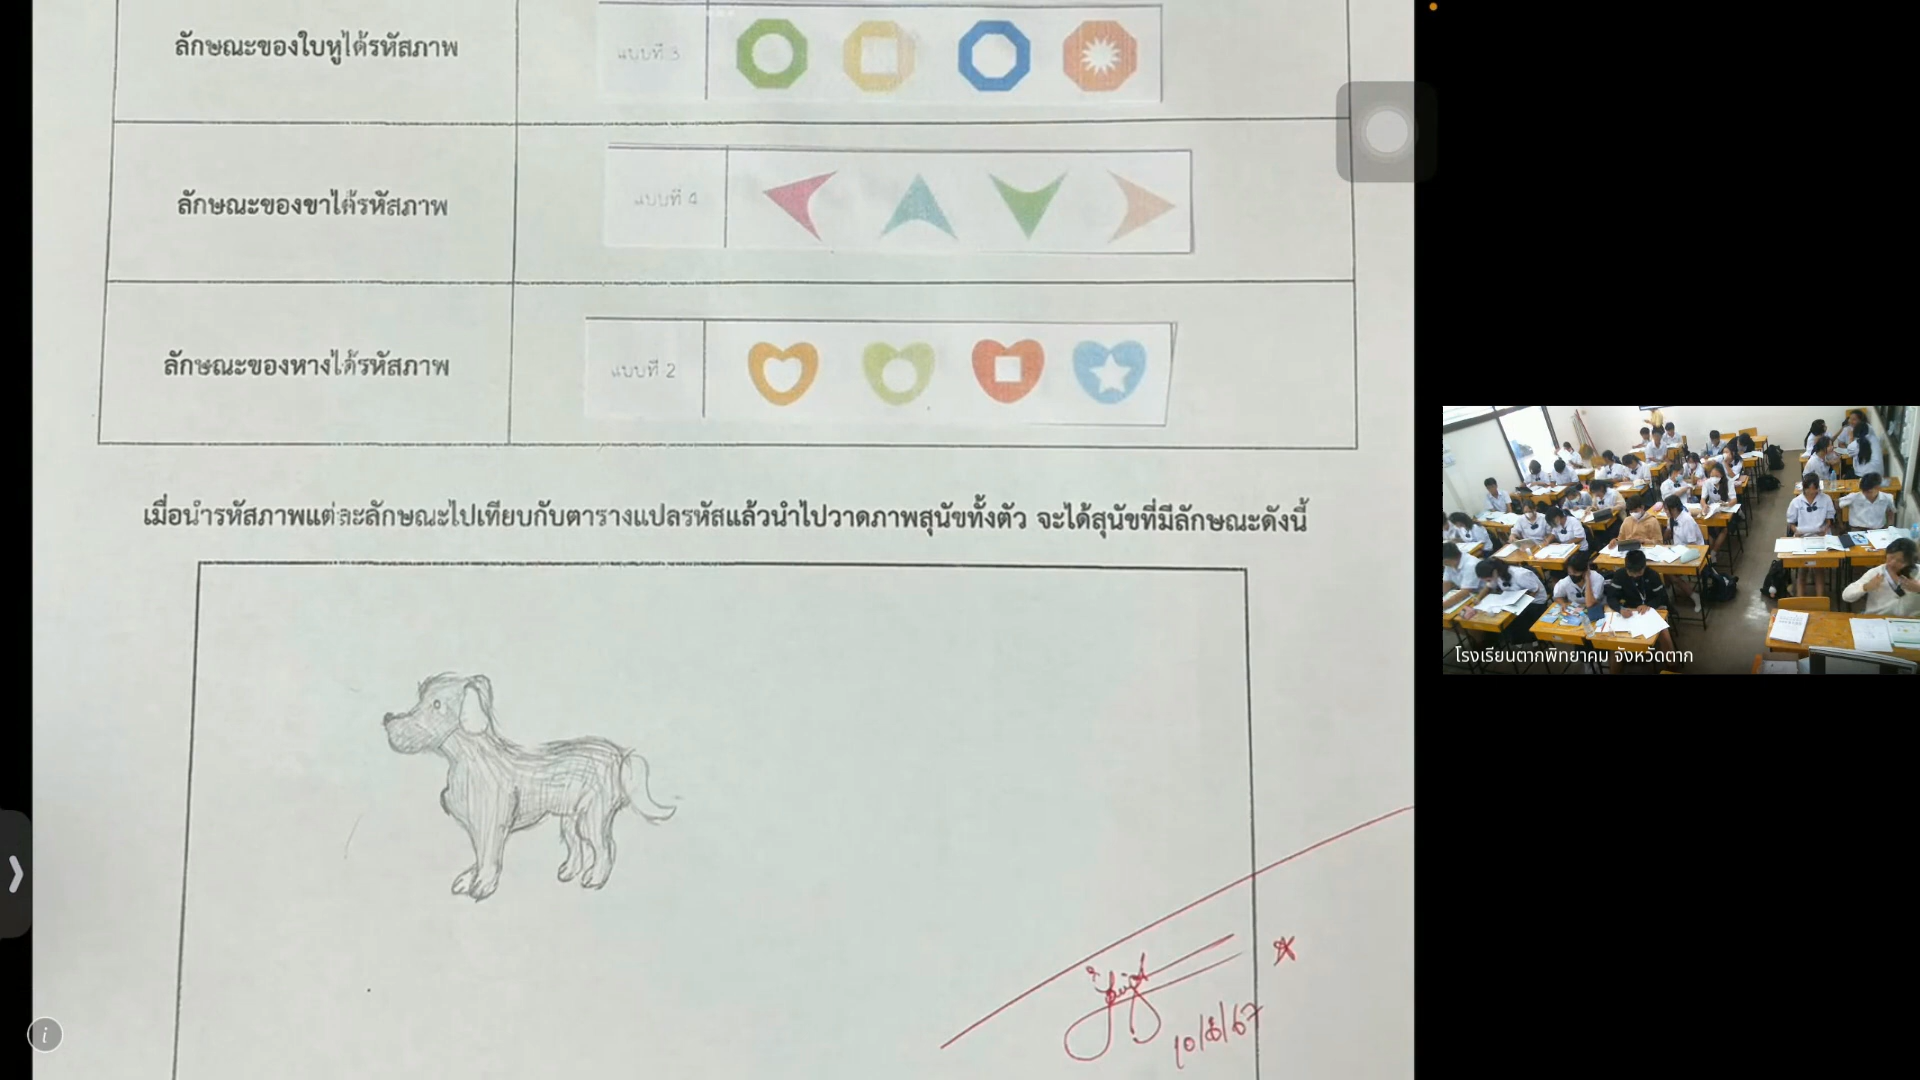 ลักษณะของใบหูได้รหัสภาพ
แบบที่ 3
ลักษณะของขาได้รหัสภาพ
แบบที่ 4
ลักษณะของหางได้รหัสภาพ
แบบที่ 2
เมื่อนำรหัสภาพแต่ละลักษณะไปเทียบกับตารางแปลรหัสแล้วนำไปวาดภาพสุนัขทั้งตัว จะได้สุนัขที่มีลักษณะดังนี้
โรงเรียนตากพิทยาคม จังหวัดตาก